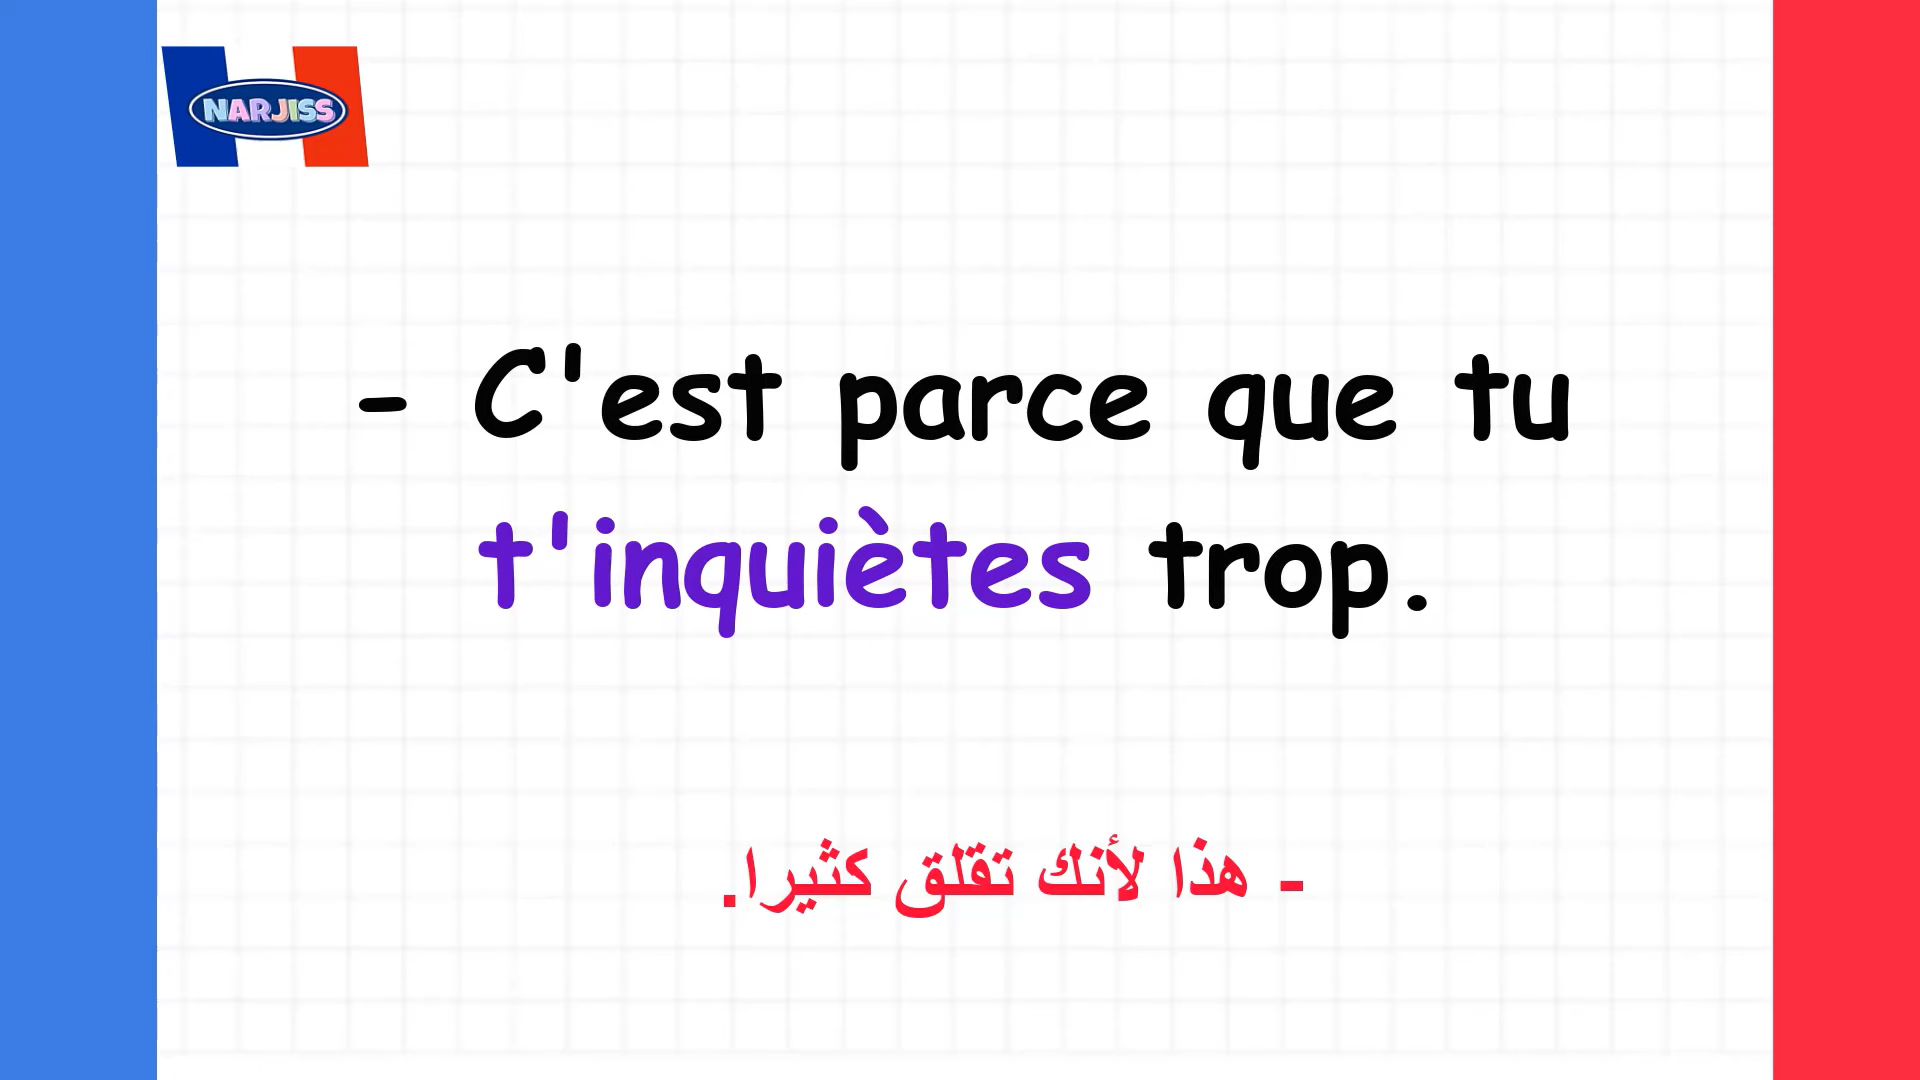 NARJISS
- C'est parce que tu
t'inquiètes trop.
- هذا لأنك تقلق كثيرا.